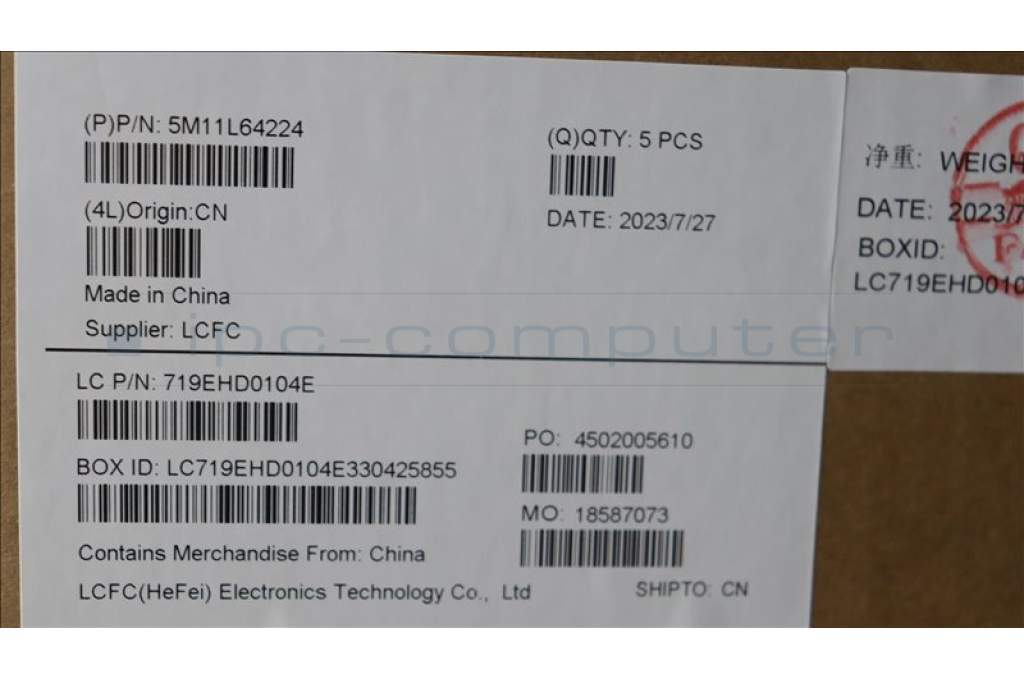 (P)P/N: 5M11L64224
(Q)QTY: 5 PCS
(4L)Origin:CN
DATE: 2023/7/27
Made in China
Supplier: LCFC
LC P/N: 719EHD0104E
PO: 4502005610
BOX ID: LC719EHD0104E330425855
MO: 18587073
Contains Merchandise From: China
LCFC(HeFei) Electronics Technology Co., Ltd
SHIPTO: CN
净重: WEIGH
DATE: 2023/7
BOXID:
LC719EHD010
ipc-computer